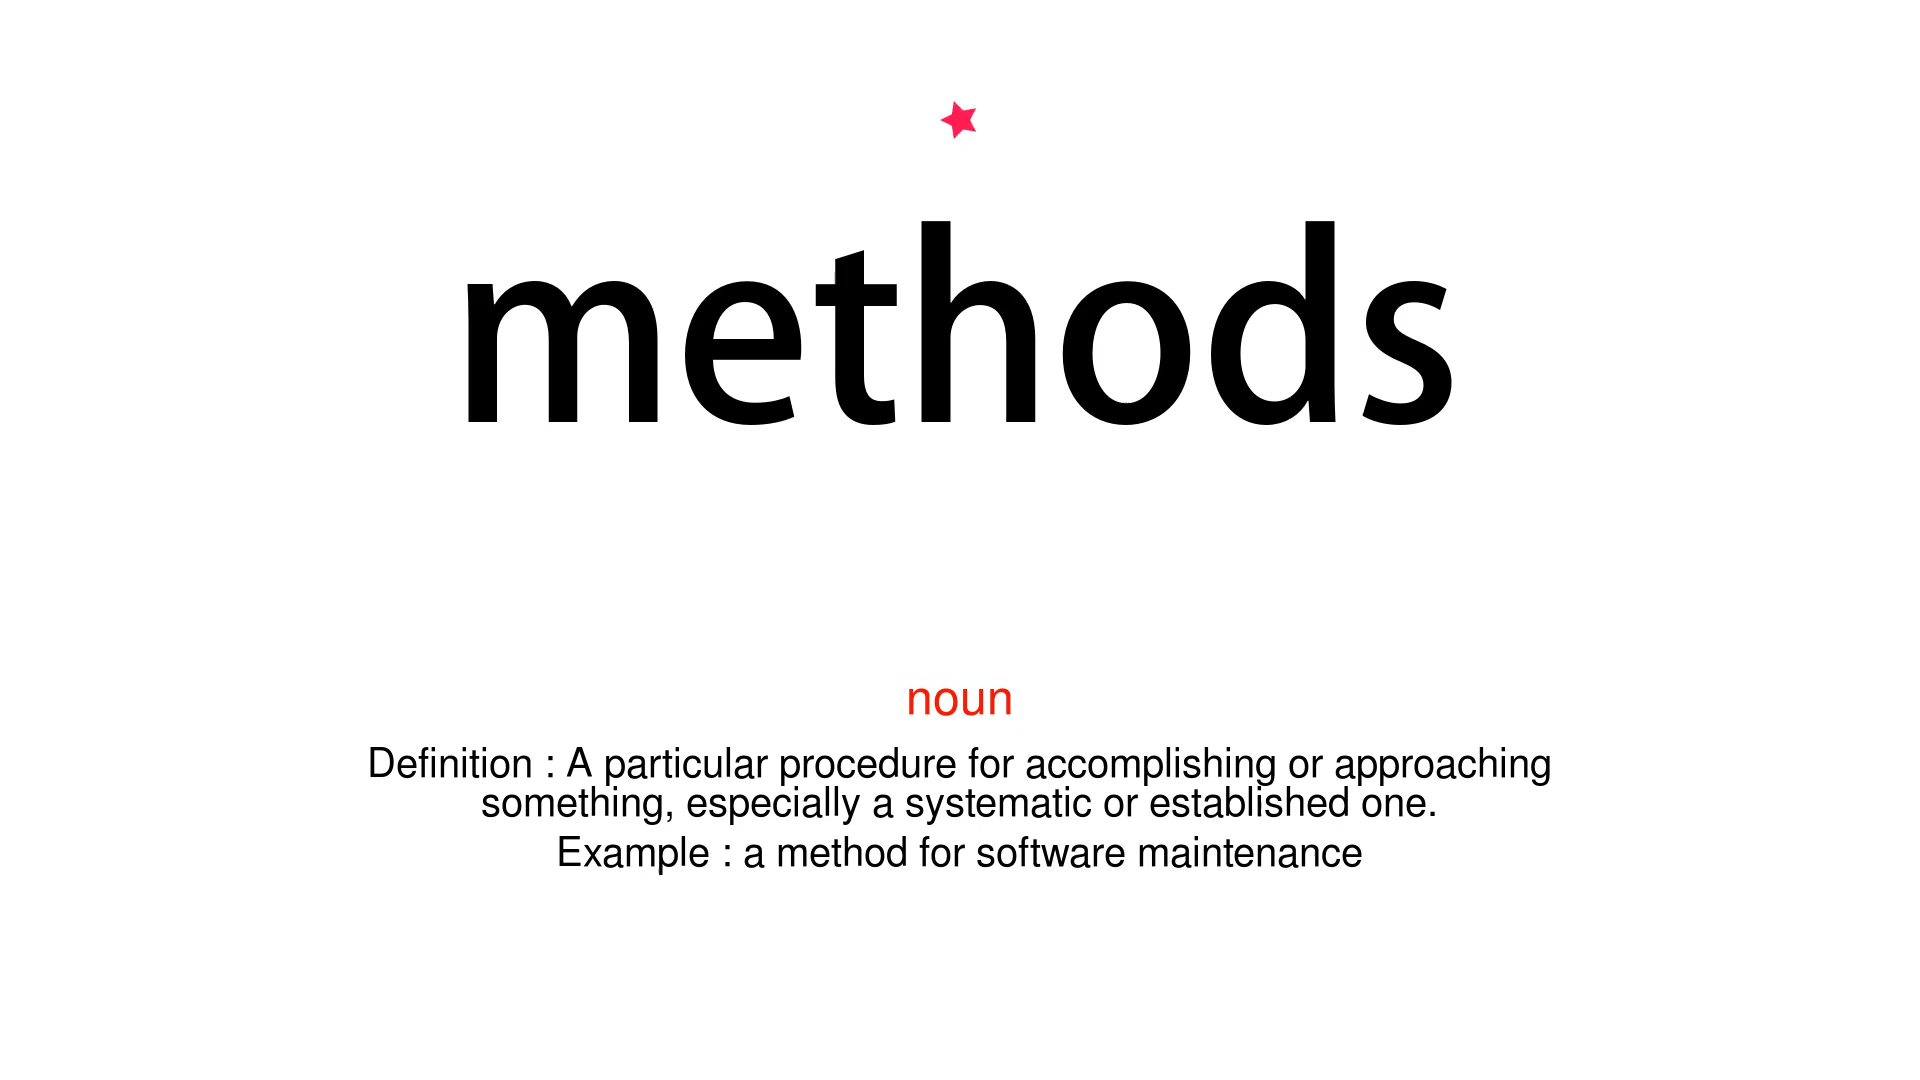 methods
noun
Definition : A particular procedure for accomplishing or approaching
something, especially a systematic or established one.
Example : a method for software maintenance